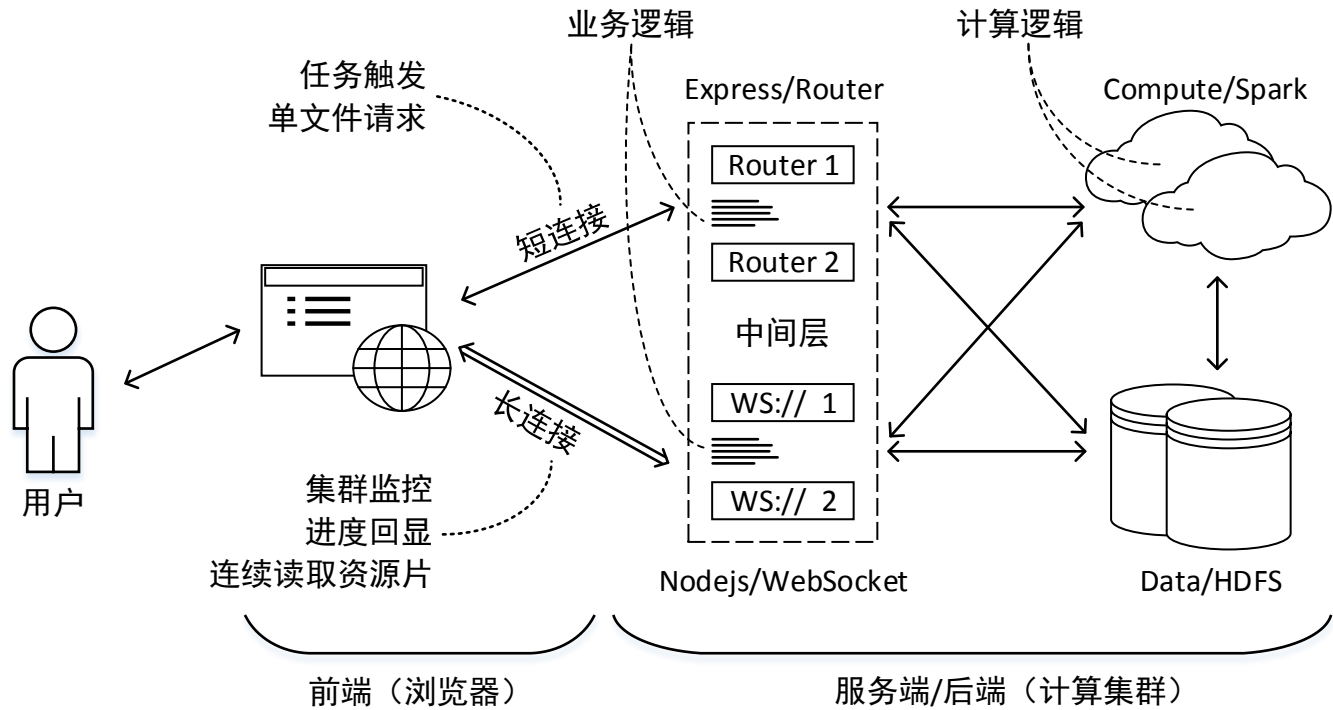 业务逻辑
计算逻辑
任务触发
单文件请求
Express/Router
Compute/Spark
Router 1
短连接
Router 2
中间层
WS:// 1
长连接
WS:// 2
用户
集群监控
进度回显
连续读取资源片
Nodejs/WebSocket
Data/HDFS
前端（浏览器）
服务端/后端（计算集群）